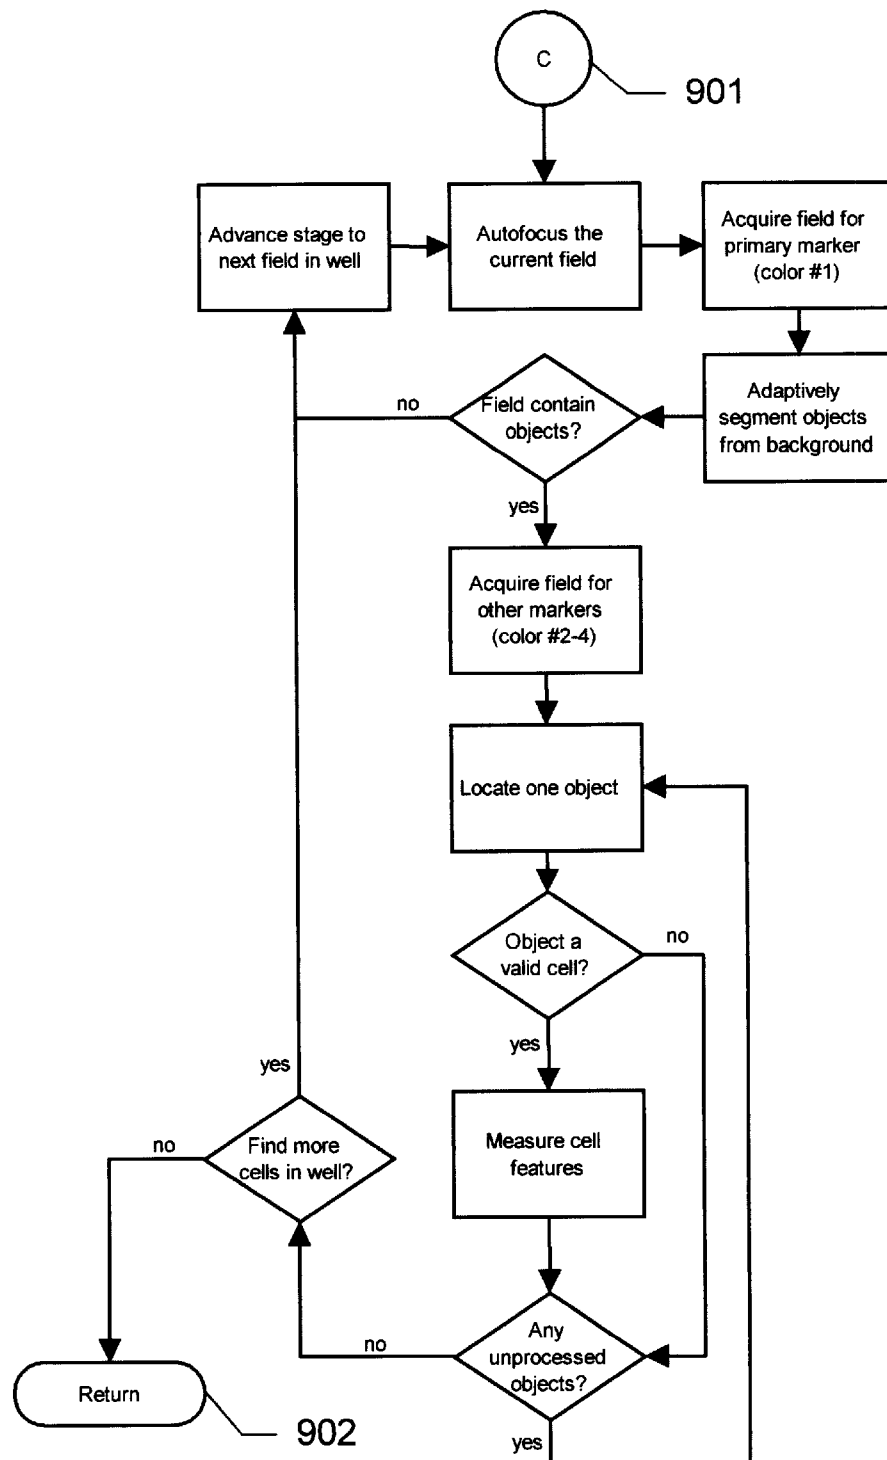 C
901
Advance stage to
next field in well
Autofocus the
current field
Acquire field for
primary marker
(color #1)
Adaptively
segment objects
from background
no
Field contain
objects?
yes
Acquire field for
other markers
(color #2-4)
Locate one object
Object a
valid cell?
no
yes
Measure cell
features
yes
no
Find more
cells in well?
Any
unprocessed
objects?
no
yes
Return
902